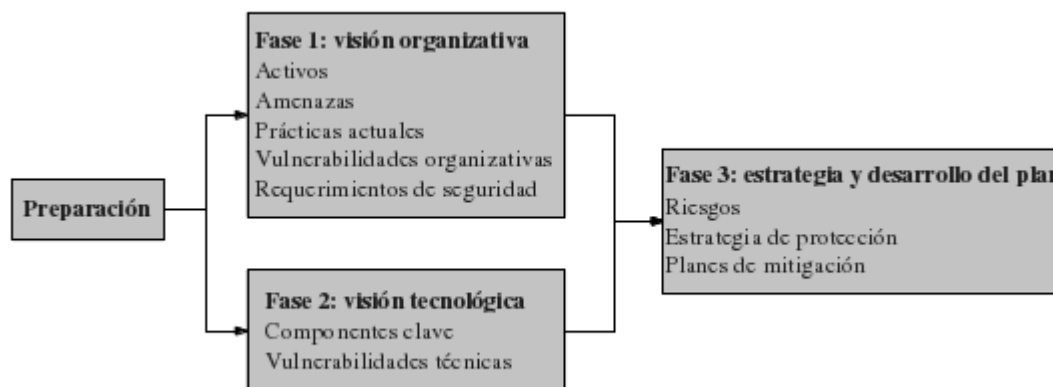 Preparación
Fase 1: visión organizativa
Activos
Amenazas
Prácticas actuales
Vulnerabilidades organizativas
Requerimientos de seguridad
Fase 2: visión tecnológica
Componentes clave
Vulnerabilidades técnicas
Fase 3: estrategia y desarrollo del plan
Riesgos
Estrategia de protección
Planes de mitigación